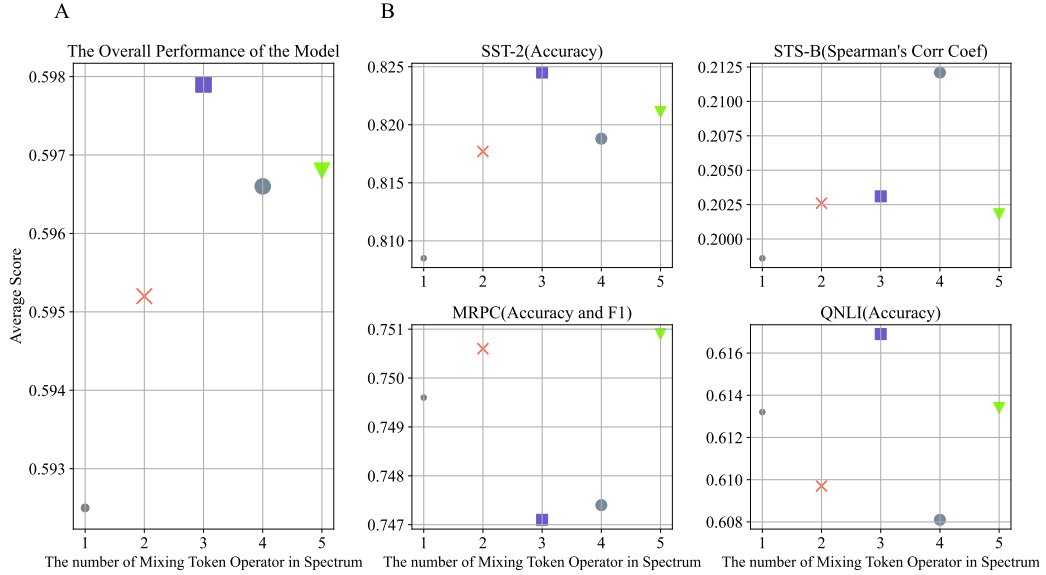 A
The Overall Performance of the Model
0.598
0.597
0.596
0.595
0.594
0.593
Average Score
1 2 3 4 5
The number of Mixing Token Operator in Spectrum
B
SST-2(Accuracy)
0.825
0.820
0.815
0.810
1 2 3 4 5
STS-B(Spearman's Corr Coef)
0.2125
0.2100
0.2075
0.2050
0.2025
0.2000
1 2 3 4 5
MRPC(Accuracy and F1)
0.751
0.750
0.749
0.748
0.747
1 2 3 4 5
The number of Mixing Token Operator in Spectrum
QNLI(Accuracy)
0.616
0.614
0.612
0.610
0.608
1 2 3 4 5
The number of Mixing Token Operator in Spectrum